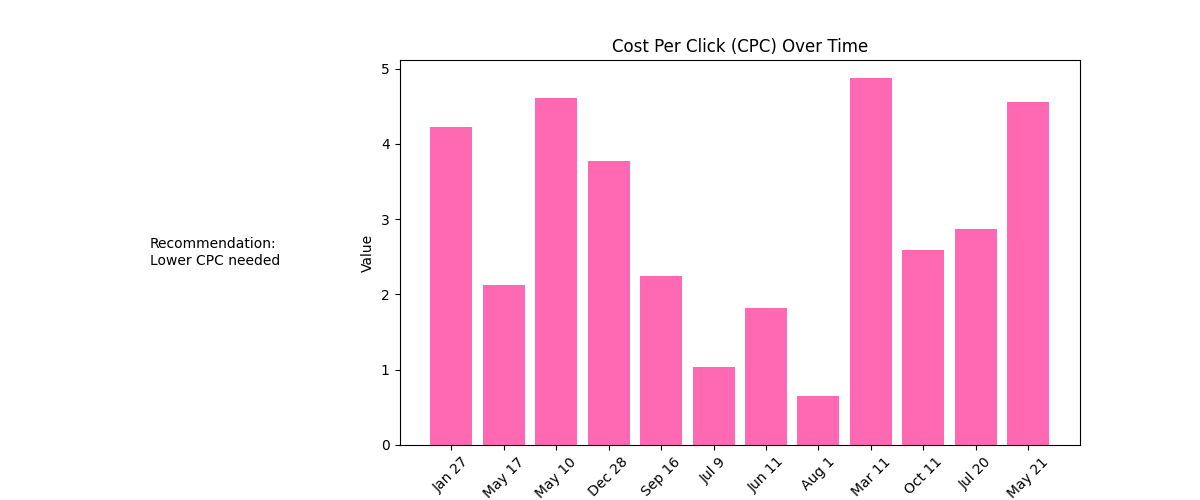 Cost Per Click (CPC) Over Time
Recommendation:
Lower CPC needed
Value
5
4
3
2
1
0
Jan 27
May 17
May 10
Dec 28
Sep 16
Jul 9
Jun 11
Aug 1
Mar 11
Oct 11
Jul 20
May 21